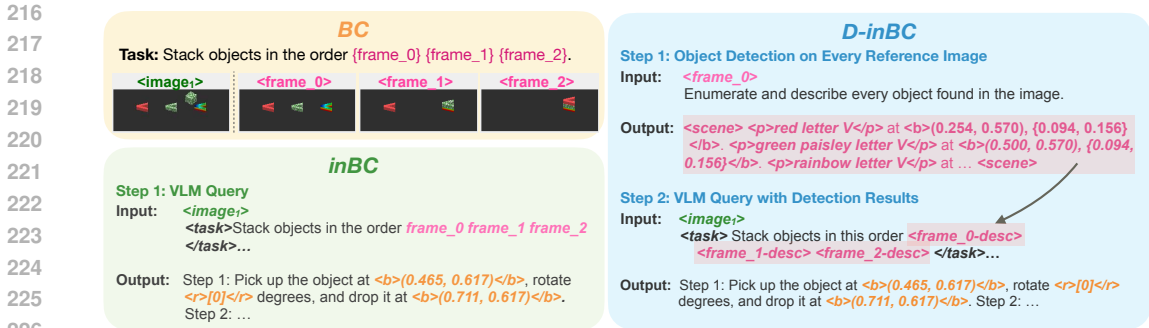 216
217
218
219
220
221
222
223
224
225
BC
Task: Stack objects in the order {frame_0} {frame_1} {frame_2}.
<image₁>
<frame_0>
<frame_1>
<frame_2>
inBC
Step 1: VLM Query
Input: <image₁>
<task>Stack objects in the order frame_0 frame_1 frame_2
</task>…
Output: Step 1: Pick up the object at <b>(0.465, 0.617)</b>, rotate
<r>[0]</r> degrees, and drop it at <b>(0.711, 0.617)</b>.
Step 2: …
D-inBC
Step 1: Object Detection on Every Reference Image
Input: <frame_0>
Enumerate and describe every object found in the image.
Output: <scene> <p>red letter V</p> at <b>(0.254, 0.570), {0.094, 0.156}
</b>. <p>green paisley letter V</p> at <b>(0.500, 0.570), {0.094,
0.156}</b>. <p>rainbow letter V</p> at … <scene>
Step 2: VLM Query with Detection Results
Input: <image₁>
<task> Stack objects in this order <frame_0-desc>
<frame_1-desc> <frame_2-desc> </task>…
Output: Step 1: Pick up the object at <b>(0.465, 0.617)</b>, rotate <r>[0]</r>
degrees, and drop it at <b>(0.711, 0.617)</b>. Step 2: …